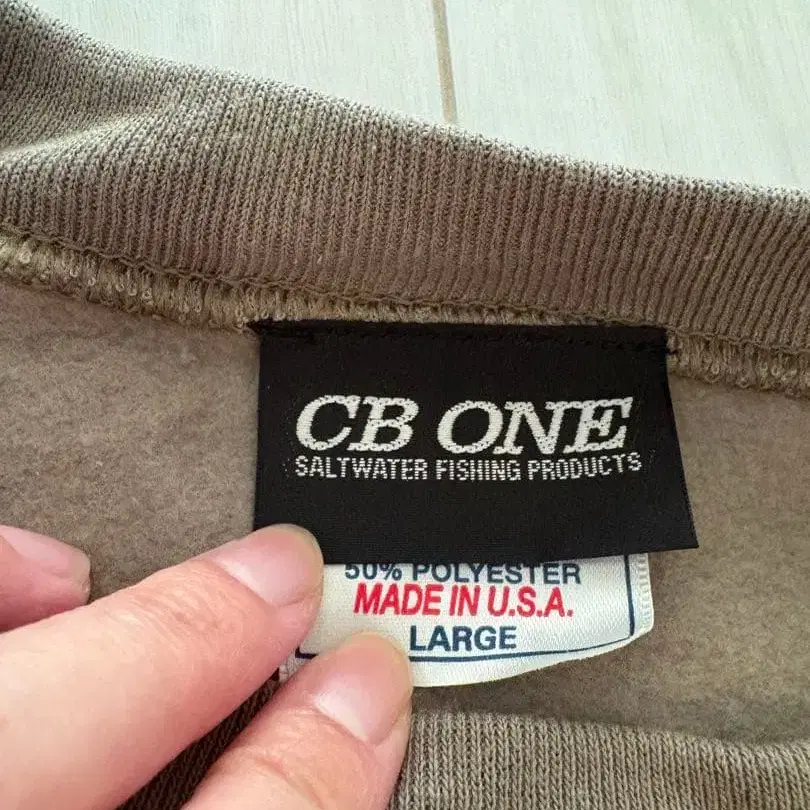 CB ONE
SALTWATER FISHING PRODUCTS
50% POLYESTER
MADE IN U.S.A.
LARGE